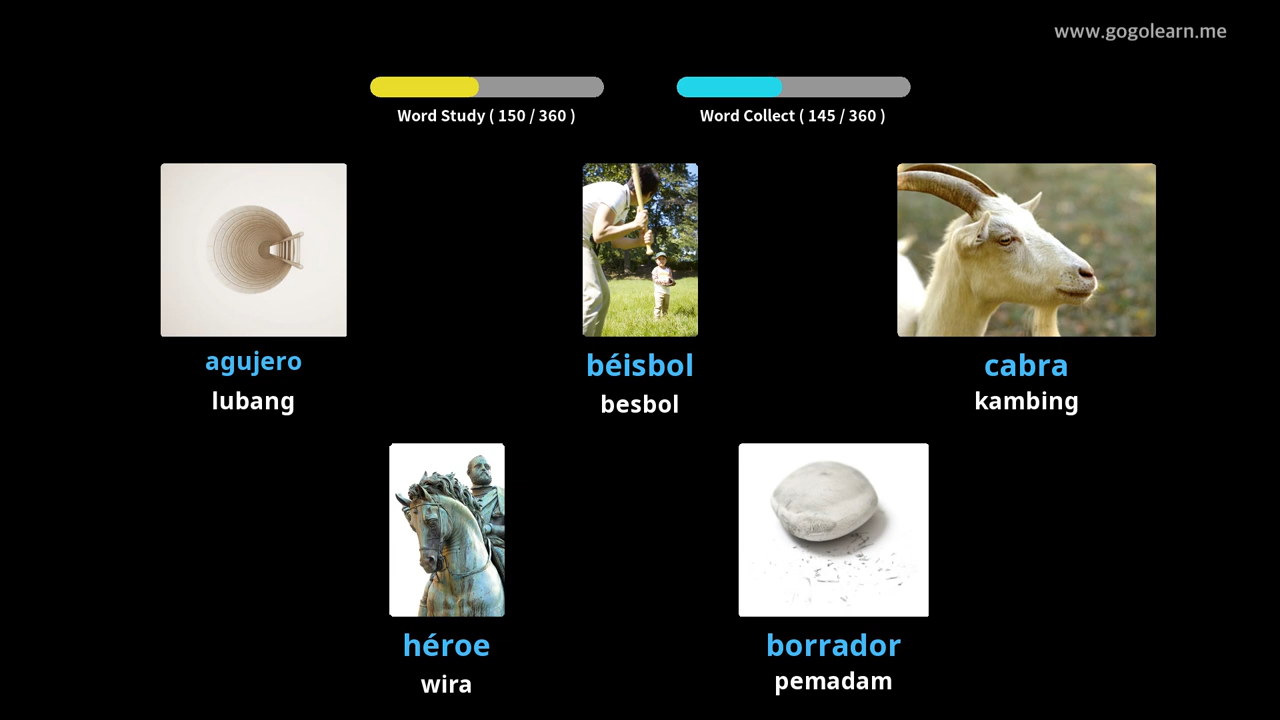 www.gogolearn.me
Word Study ( 150 / 360 )
Word Collect ( 145 / 360 )
agujero
lubang
béisbol
besbol
cabra
kambing
héroe
wira
borrador
pemadam